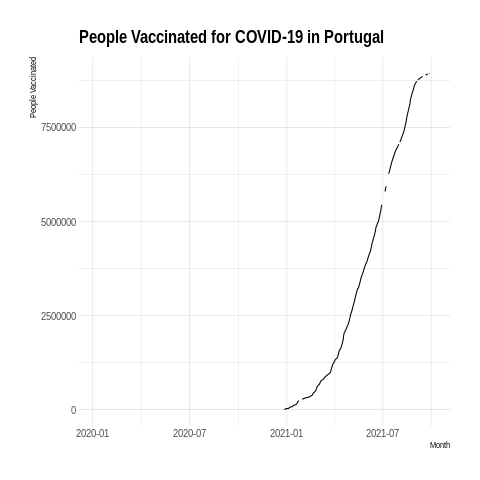 People Vaccinated for COVID-19 in Portugal
People Vaccinated
7500000
5000000
2500000
0
2020-01 2020-07 2021-01 2021-07
Month